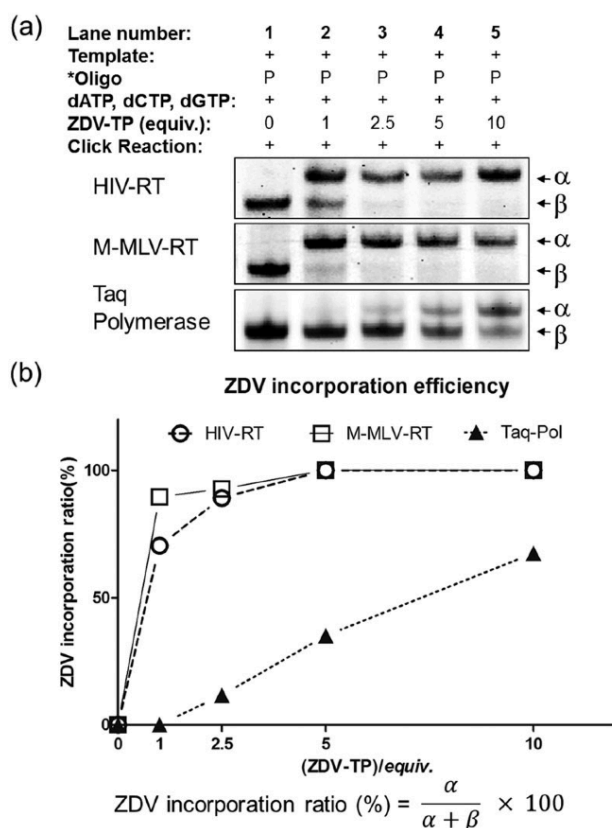 (a)
Lane number: 1 2 3 4 5
Template: + + + + +
*Oligo P P P P P
dATP, dCTP, dGTP: + + + + +
ZDV-TP (equiv.): 0 1 2.5 5 10
Click Reaction: + + + + +
HIV-RT
α
β
M-MLV-RT
α
β
Taq
Polymerase
α
β
(b)
ZDV incorporation efficiency
HIV-RT M-MLV-RT Taq-Pol
ZDV incorporation ratio(%)
100
50
0
0 1 2.5 5 10
(ZDV-TP)/equiv.
ZDV incorporation ratio (%) = α / α + β × 100